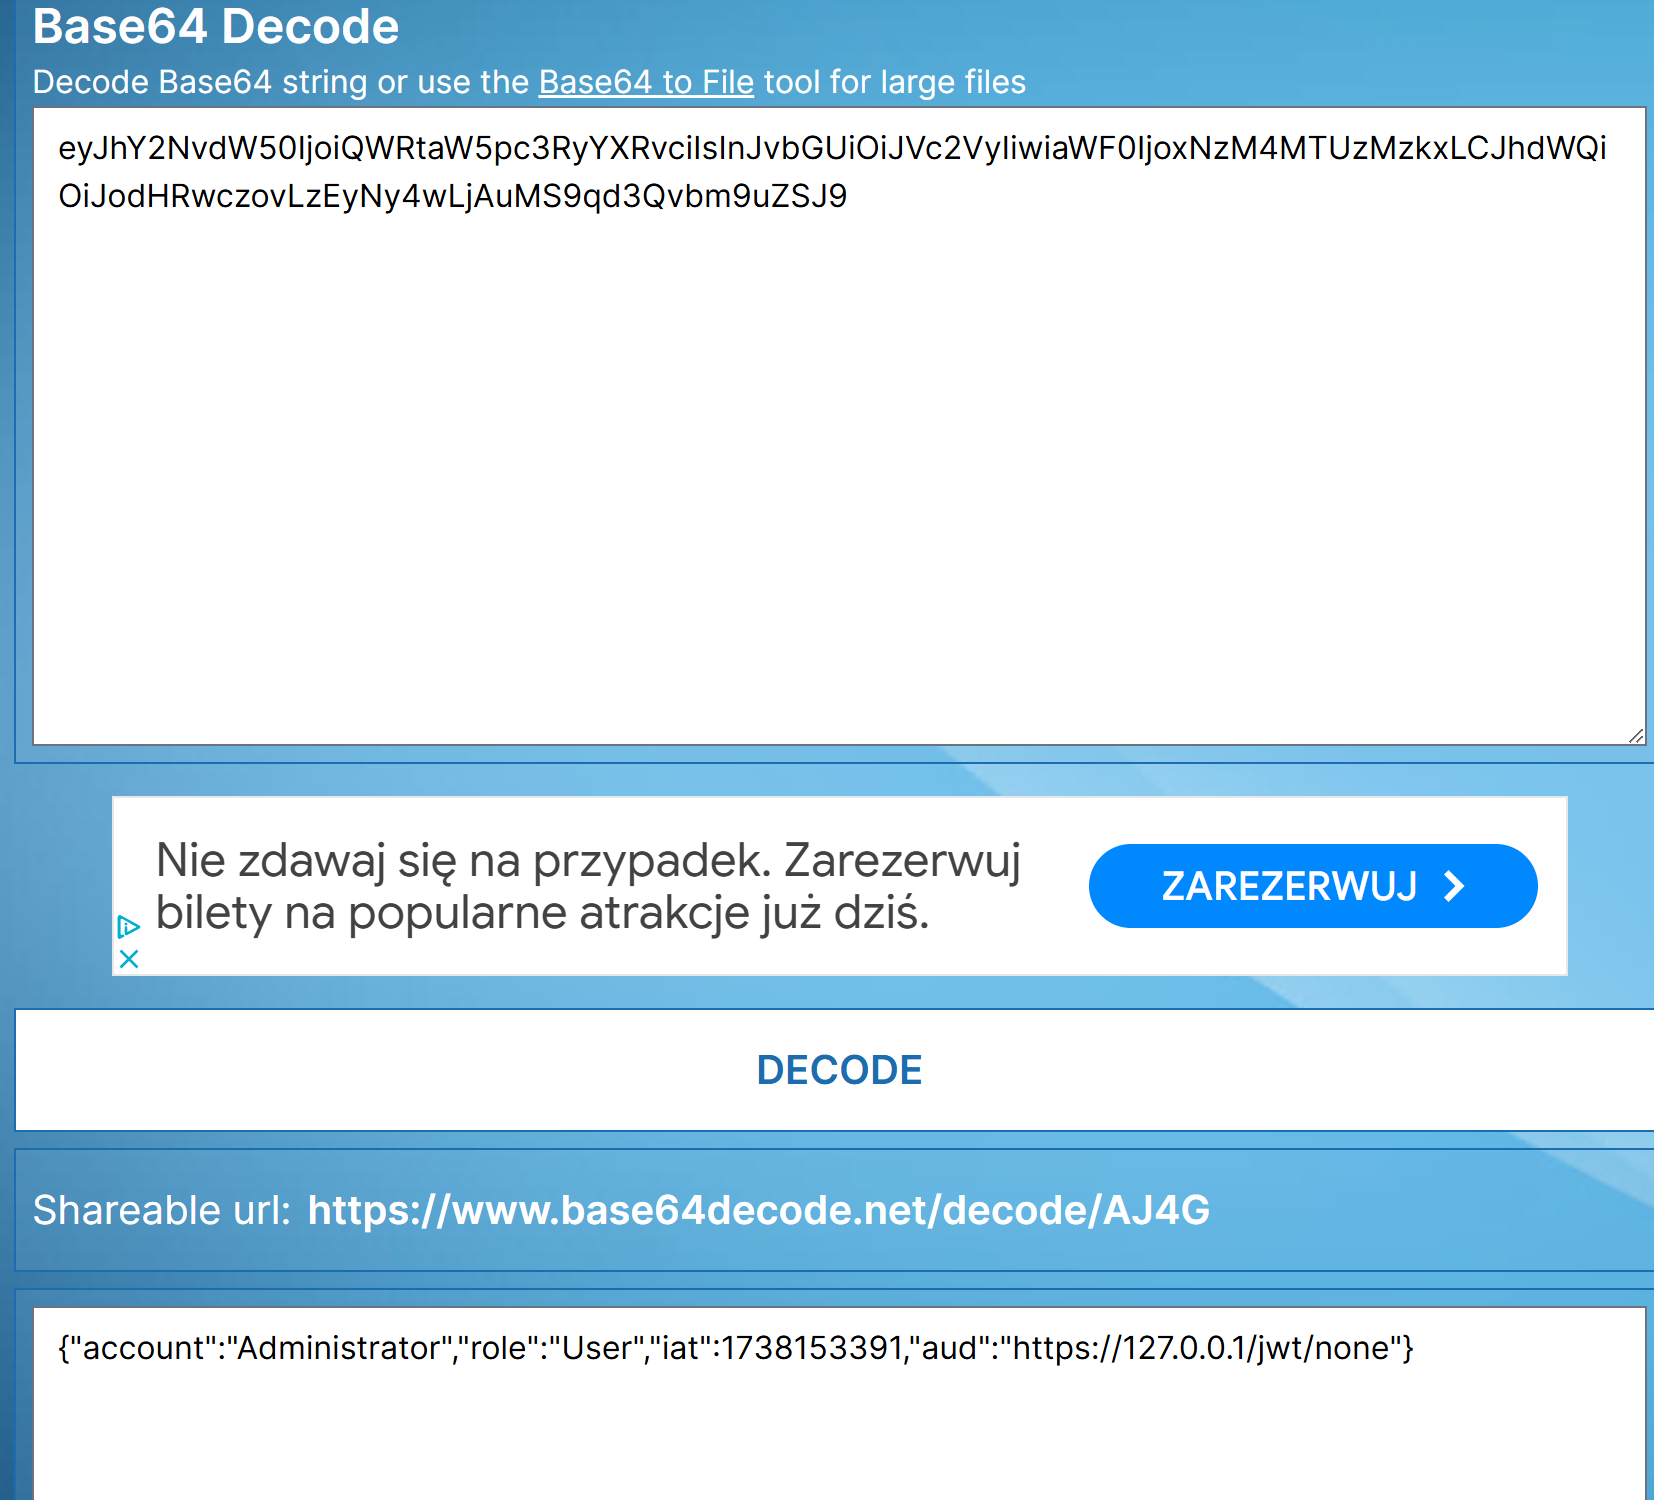 Base64 Decode
Decode Base64 string or use the Base64 to File tool for large files
eyJhY2NvdW50IjoiQWRtaW5pc3RyYXRvciIsInJvbGUiOiJVc2VyIiwiaWF0IjoxNzM4MTUzMzkxLCJhdWQi
OiJodHRwczovLzEyNy4wLjAuMS9qd3Qvbm9uZSJ9
Nie zdawaj się na przypadek. Zarezerwuj
bilety na popularne atrakcje już dziś.
ZAREZERWUJ
DECODE
Shareable url: https://www.base64decode.net/decode/AJ4G
{"account":"Administrator","role":"User","iat":1738153391,"aud":"https://127.0.0.1/jwt/none"}